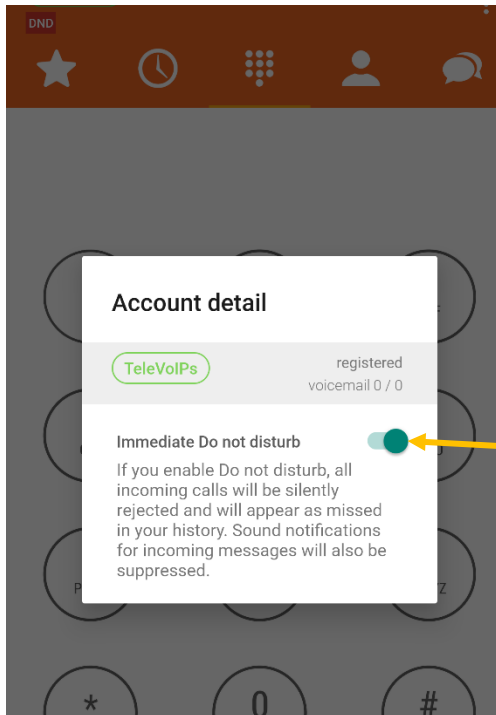 DND
Account detail
TeleVoIPs
registered
voicemail 0 / 0
Immediate Do not disturb
If you enable Do not disturb, all
incoming calls will be silently
rejected and will appear as missed
in your history. Sound notifications
for incoming messages will also be
suppressed.
P
Z
* 0 #